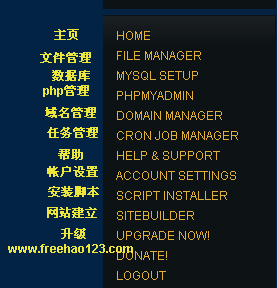 主页 HOME
文件管理 FILE MANAGER
数据库 MYSQL SETUP
php管理 PHPMYADMIN
域名管理 DOMAIN MANAGER
任务管理 CRON JOB MANAGER
帮助 HELP & SUPPORT
帐户设置 ACCOUNT SETTINGS
安装脚本 SCRIPT INSTALLER
网站建立 SITEBUILDER
升级 UPGRADE NOW!
www.freehao123.com DONATE!
LOGOUT